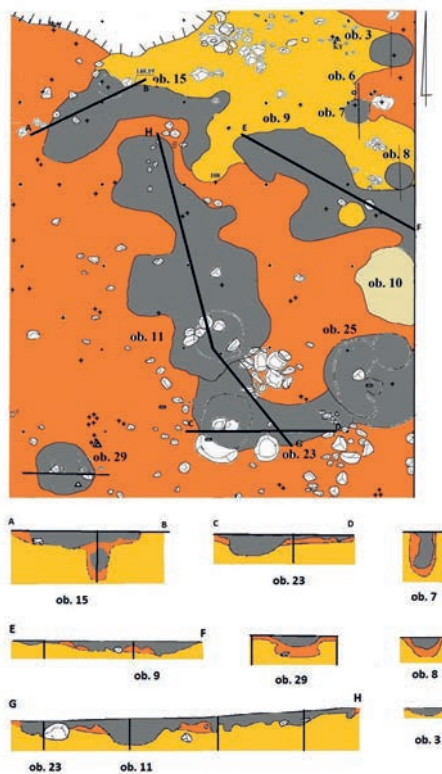 ob. 3
ob. 15
ob. 6
B
ob. 7
A
ob. 9
H
E
ob. 8
F
ob. 10
ob. 11
ob. 25
C
D
G
ob. 23
ob. 29
A B C D
ob. 15 ob. 23 ob. 7
E F
ob. 9 ob. 29 ob. 8
G H
ob. 23 ob. 11 ob. 3